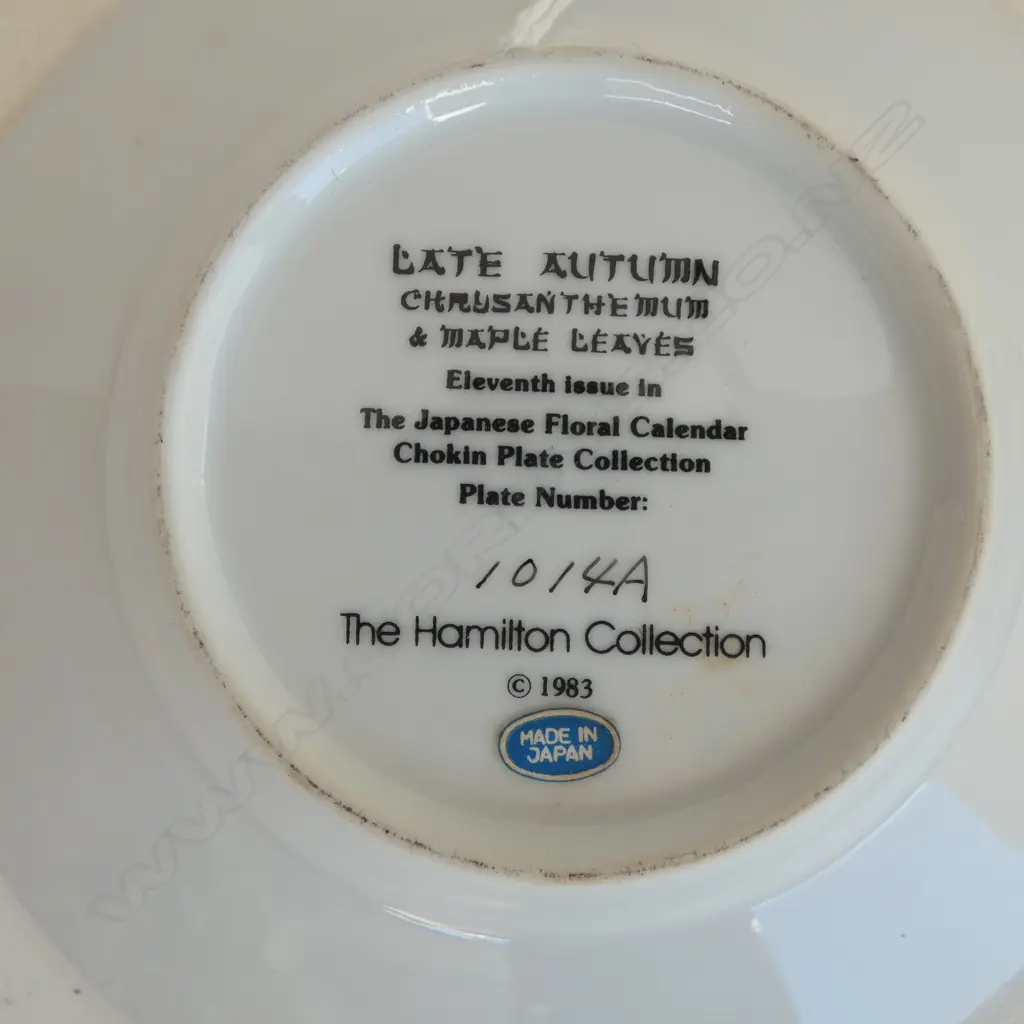 LATE AUTUMN
CHRYSANTHEMUM
& MAPLE LEAVES
Eleventh issue in
The Japanese Floral Calendar
Chokin Plate Collection
Plate Number:
1014A
The Hamilton Collection
© 1983
MADE IN
JAPAN